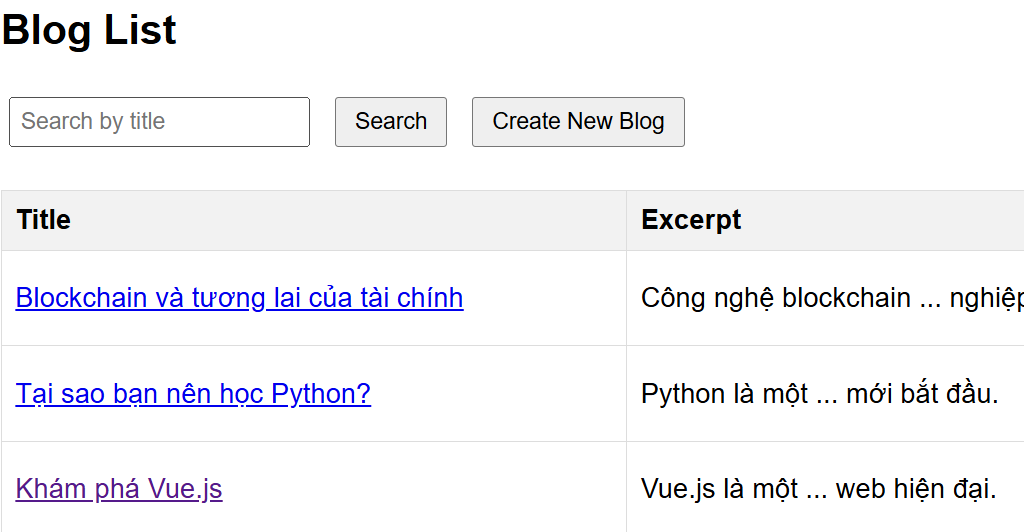 Blog List
Search by title Search Create New Blog
Title Excerpt
Blockchain và tương lai của tài chính Công nghệ blockchain ... nghiệp
Tại sao bạn nên học Python? Python là một ... mới bắt đầu.
Khám phá Vue.js Vue.js là một ... web hiện đại.